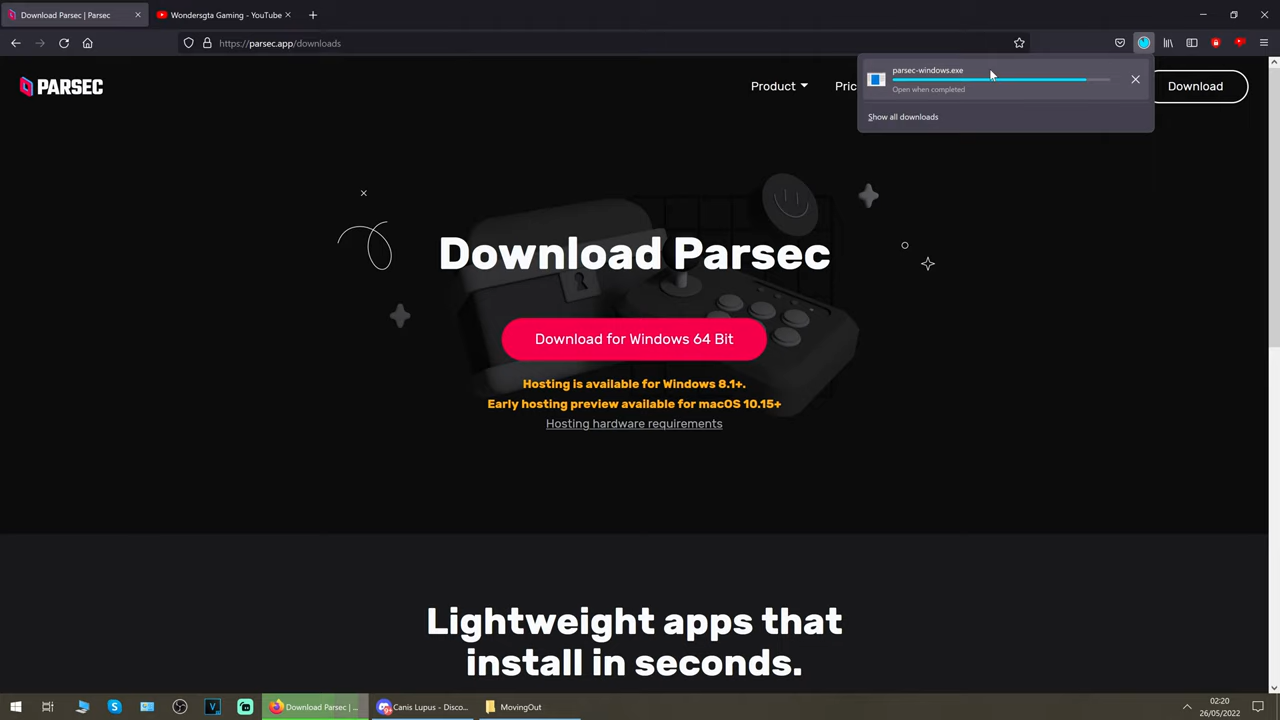 Download Parsec | Parsec
Wondersgta Gaming - YouTube
https://parsec.app/downloads
parsec-windows.exe
Open when completed
Show all downloads
PARSEC
Product
Pric
Download
Download Parsec
Download for Windows 64 Bit
Hosting is available for Windows 8.1+.
Early hosting preview available for macOS 10.15+
Hosting hardware requirements
Lightweight apps that
install in seconds.
Download Parsec | ...
Canis Lupus - Disco...
MovingOut
02:20
26/05/2022